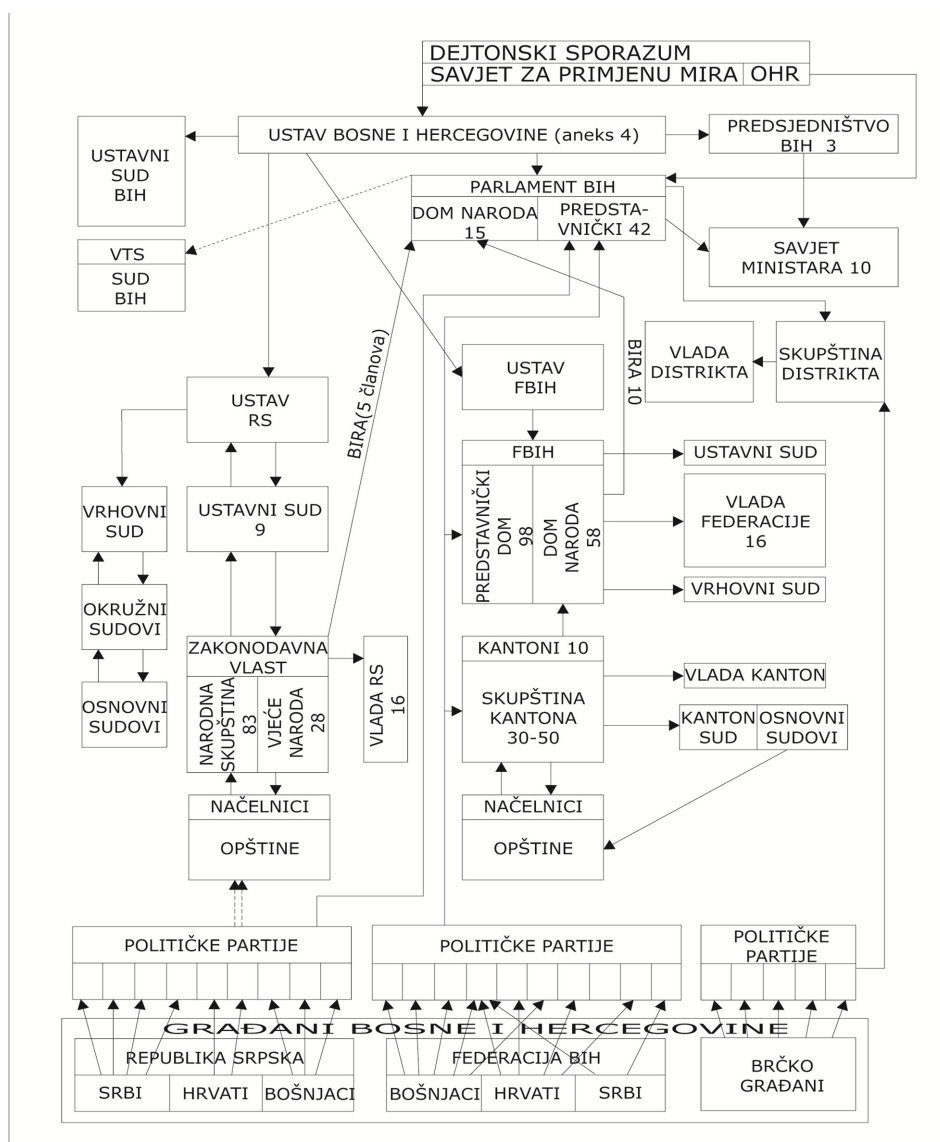 DEJTONSKI SPORAZUM
SAVJET ZA PRIMJENU MIRA
OHR
USTAV BOSNE I HERCEGOVINE (aneks 4)
PREDSJEDNIŠTVO
BIH 3
USTAVNI
SUD
BIH
PARLAMENT BIH
DOM NARODA
15
PREDSTA-
VNIČKI 42
VTS
SUD
BIH
SAVJET
MINISTARA 10
BIRA(5 članova)
BIRA 10
VLADA
DISTRIKTA
SKUPŠTINA
DISTRIKTA
USTAV
RS
USTAV
FBIH
VRHOVNI
SUD
USTAVNI SUD
9
FBIH
PREDSTAVNIČKI
DOM
98
DOM
NARODA
58
USTAVNI SUD
VLADA
FEDERACIJE
16
VRHOVNI SUD
OKRUŽNI
SUDOVI
OSNOVNI
SUDOVI
ZAKONODAVNA
VLAST
NARODNA
SKUPŠTINA
83
VJEĆE
NARODA
28
VLADA RS
16
KANTONI 10
SKUPŠTINA
KANTONA
30-50
VLADA KANTON
KANTON
SUD
OSNOVNI
SUDOVI
NAČELNICI
OPŠTINE
NAČELNICI
OPŠTINE
POLITIČKE PARTIJE
POLITIČKE PARTIJE
POLITIČKE
PARTIJE
GRAĐANI BOSNE I HERCEGOVINE
REPUBLIKA SRPSKA
SRBI
HRVATI
BOŠNJACI
FEDERACIJA BIH
BOŠNJACI
HRVATI
SRBI
BRČKO
GRAĐANI